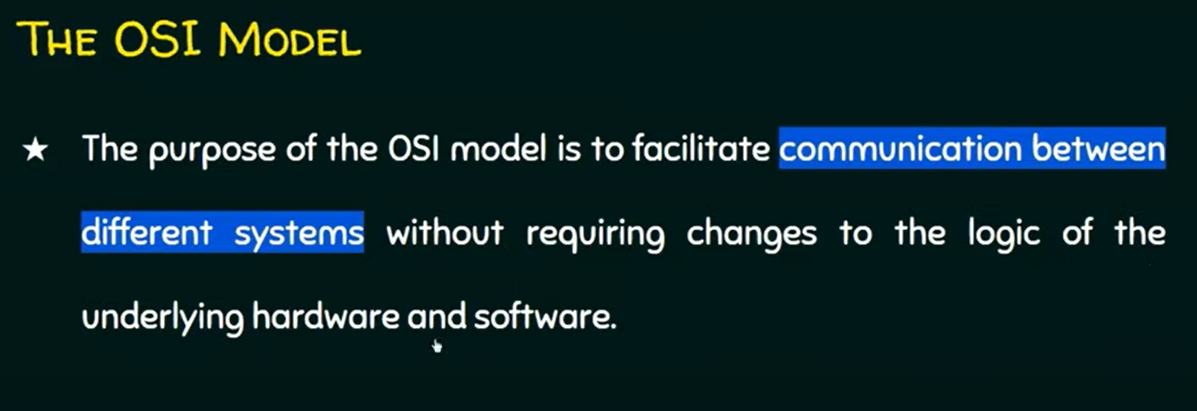 THE OSI MODEL
★ The purpose of the OSI model is to facilitate communication between
different systems without requiring changes to the logic of the
underlying hardware and software.